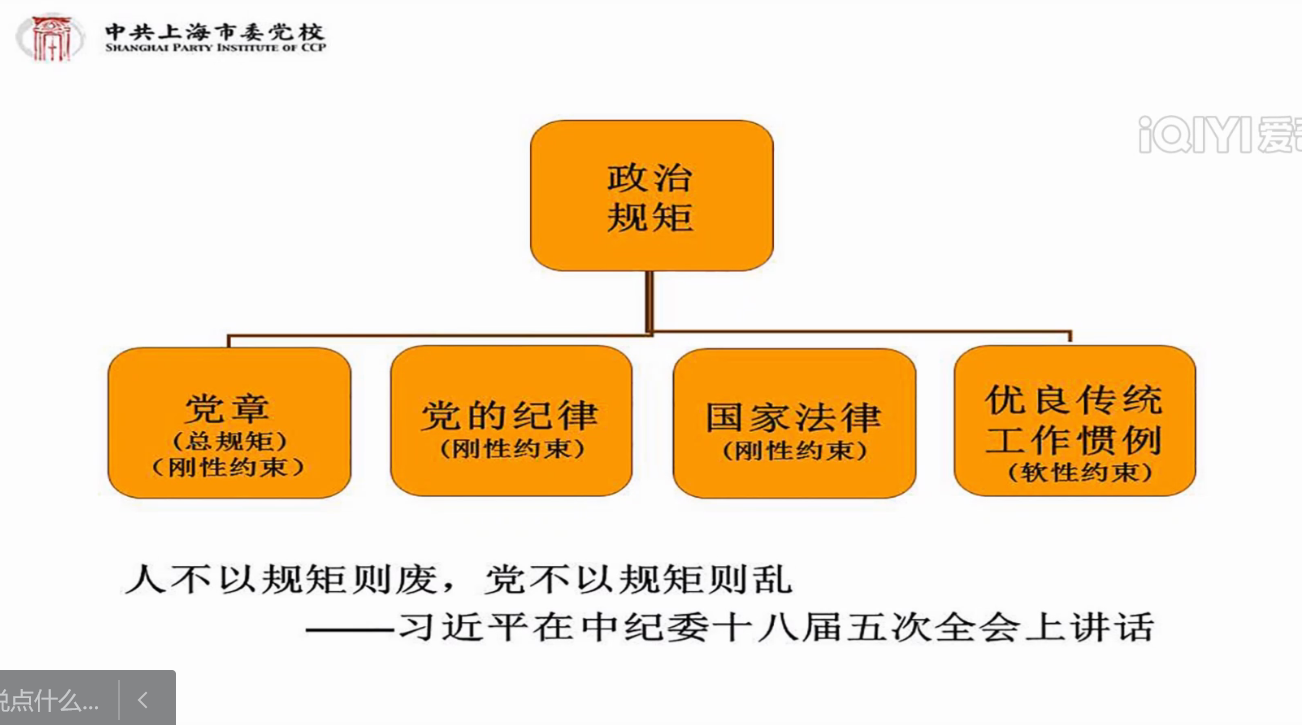 中共上海市委党校
SHANGHAI PARTY INSTITUTE OF CCP
iQIYI 爱
政治
规矩
党章
（总规矩）
（刚性约束）
党的纪律
（刚性约束）
国家法律
（刚性约束）
优良传统
工作惯例
（软性约束）
人不以规矩则废，党不以规矩则乱
——习近平在中纪委十八届五次全会上讲话
说点什么...